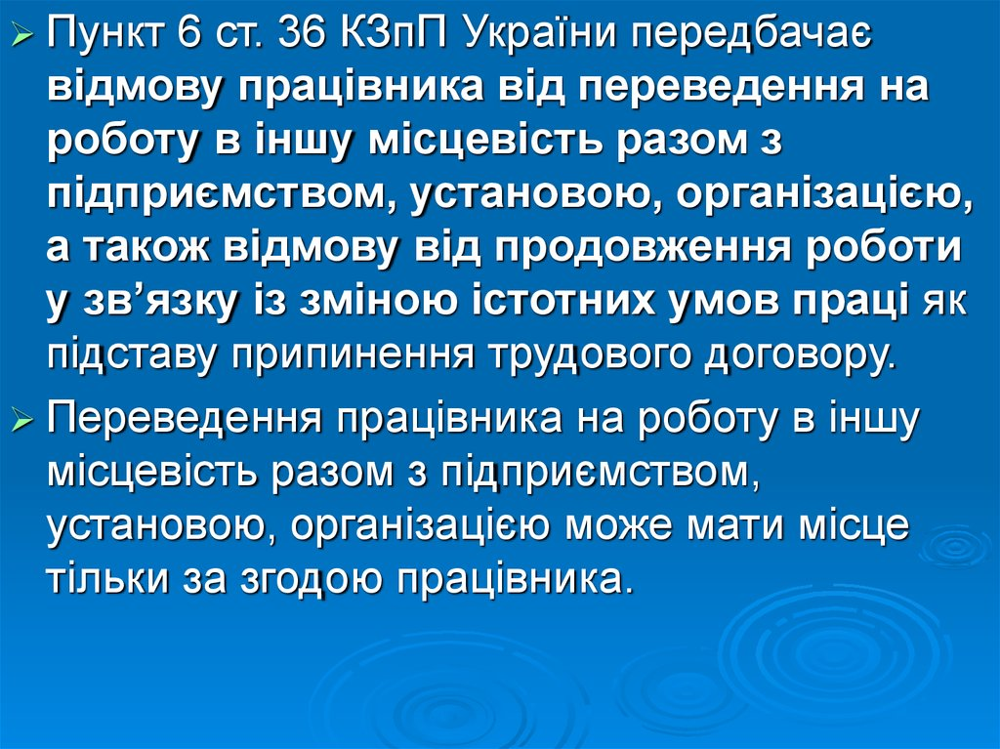 Пункт 6 ст. 36 КЗпП України передбачає
відмову працівника від переведення на
роботу в іншу місцевість разом з
підприємством, установою, організацією,
а також відмову від продовження роботи
у зв’язку із зміною істотних умов праці як
підставу припинення трудового договору.
Переведення працівника на роботу в іншу
місцевість разом з підприємством,
установою, організацією може мати місце
тільки за згодою працівника.